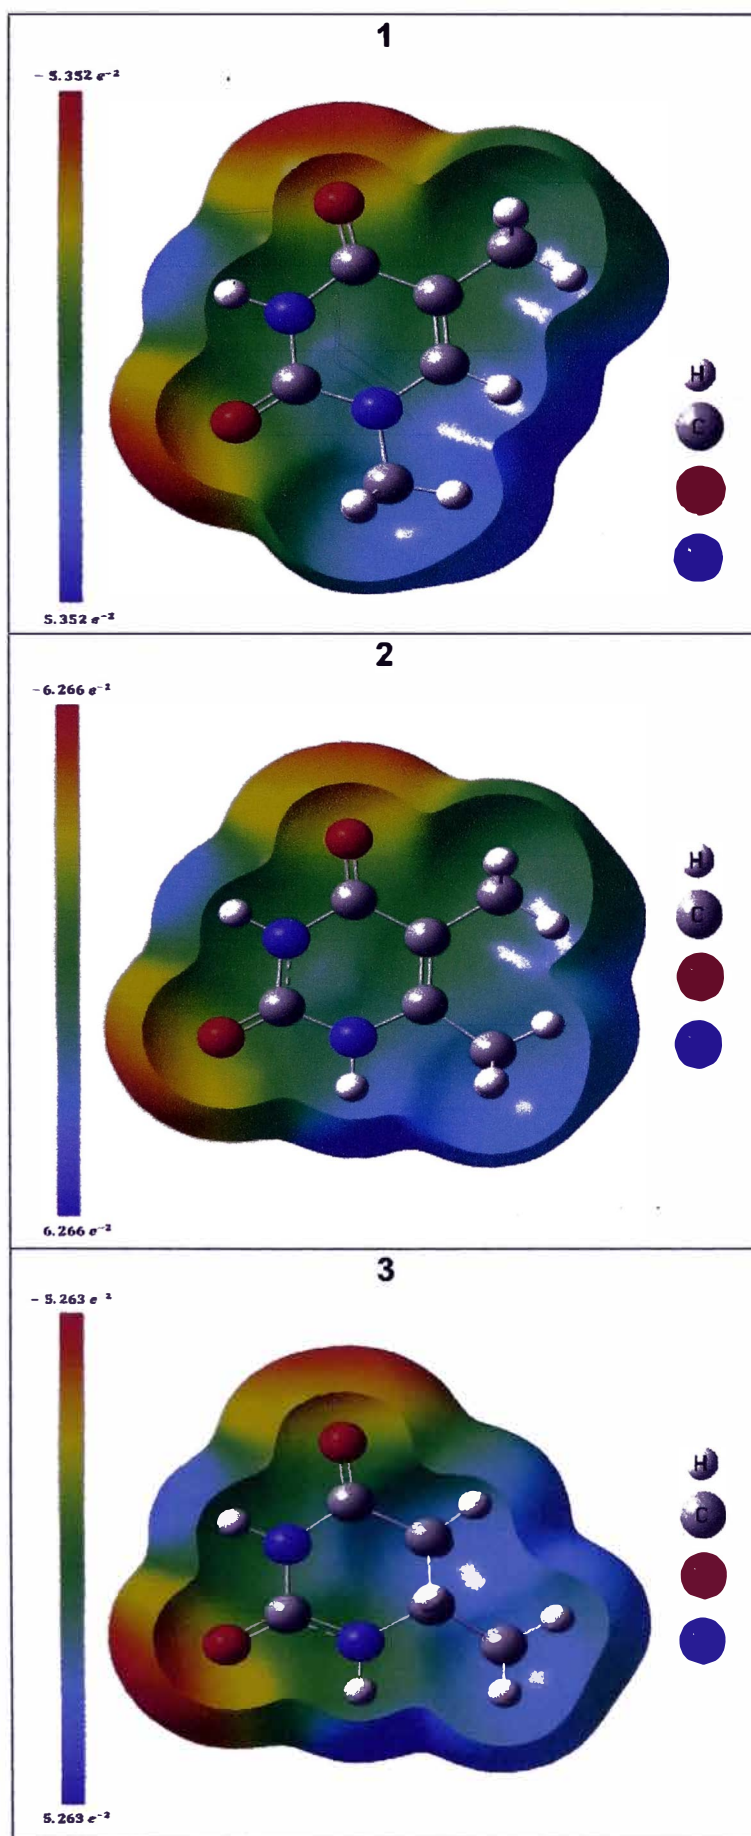 1
− 5.352 e⁻²
H
C
5.352 e⁻²
2
− 6.266 e⁻²
H
C
6.266 e⁻²
3
− 5.263 e⁻²
H
C
5.263 e⁻²